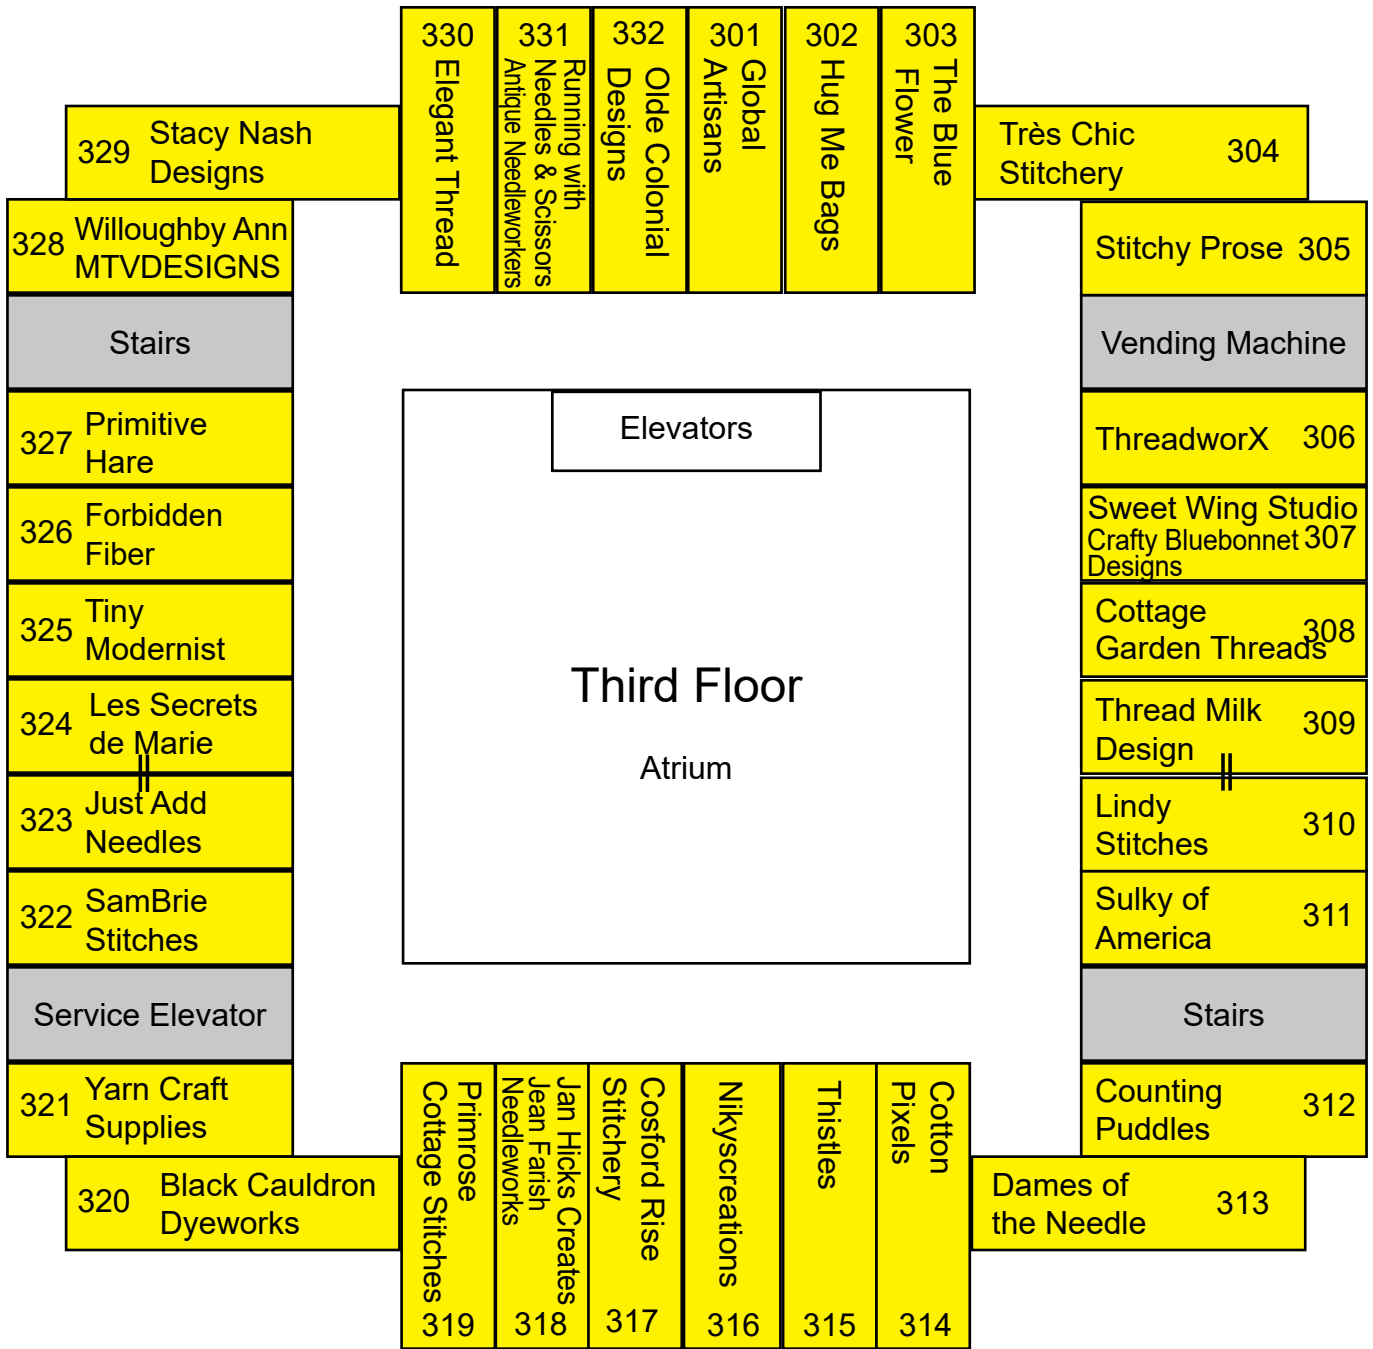 330
Elegant Thread
331
Running with
Needles & Scissors
Antique Needleworkers
332
Olde Colonial
Designs
301
Global
Artisans
302
Hug Me Bags
303
The Blue
Flower
329
Stacy Nash
Designs
Très Chic
Stitchery
304
328
Willoughby Ann
MTVDESIGNS
Stitchy Prose 305
Stairs
Vending Machine
327
Primitive
Hare
Elevators
ThreadworX 306
326
Forbidden
Fiber
Sweet Wing Studio
Crafty Bluebonnet
Designs
307
325
Tiny
Modernist
Cottage
Garden Threads
308
Third Floor
Atrium
324
Les Secrets
de Marie
Thread Milk
Design
309
323
Just Add
Needles
Lindy
Stitches
310
322
SamBrie
Stitches
Sulky of
America
311
Service Elevator
Stairs
321
Yarn Craft
Supplies
Counting
Puddles
312
320
Black Cauldron
Dyeworks
Primrose
Cottage Stitches
319
Jan Hicks Creates
Jean Farish
Needleworks
318
Cosford Rise
Stitchery
317
Nikyscreations
316
Thistles
315
Cotton
Pixels
314
Dames of
the Needle
313